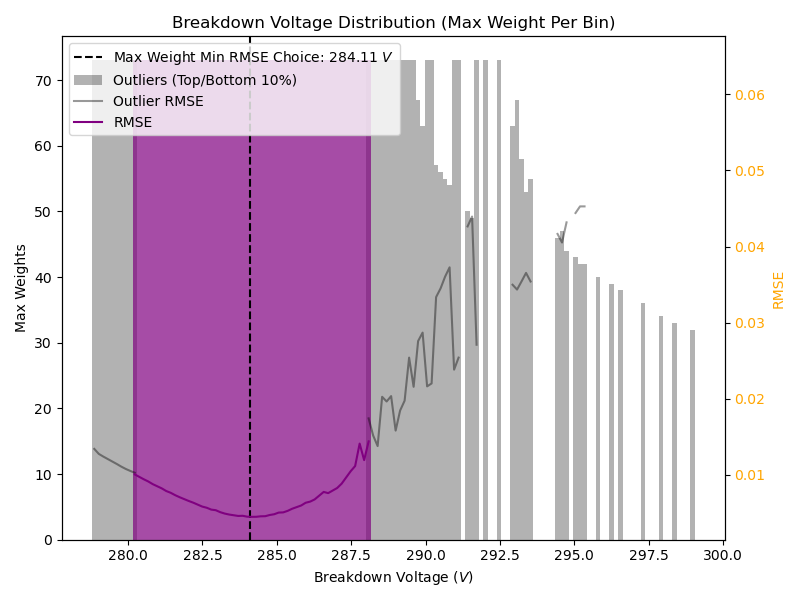 Breakdown Voltage Distribution (Max Weight Per Bin)
Max Weight Min RMSE Choice: 284.11 V
Outliers (Top/Bottom 10%)
Outlier RMSE
RMSE
Max Weights
70
60
50
40
30
20
10
0
0.06
0.05
0.04
0.03
0.02
0.01
RMSE
280.0 282.5 285.0 287.5 290.0 292.5 295.0 297.5 300.0
Breakdown Voltage (V)